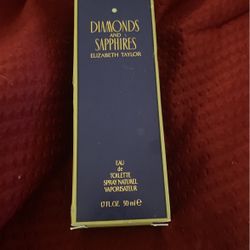 DIAMONDS
AND
SAPPHIRES
ELIZABETH TAYLOR
EAU
de
TOILETTE
SPRAY NATUREL
VAPORISATEUR
1.7 FL. OZ. 50 ml e